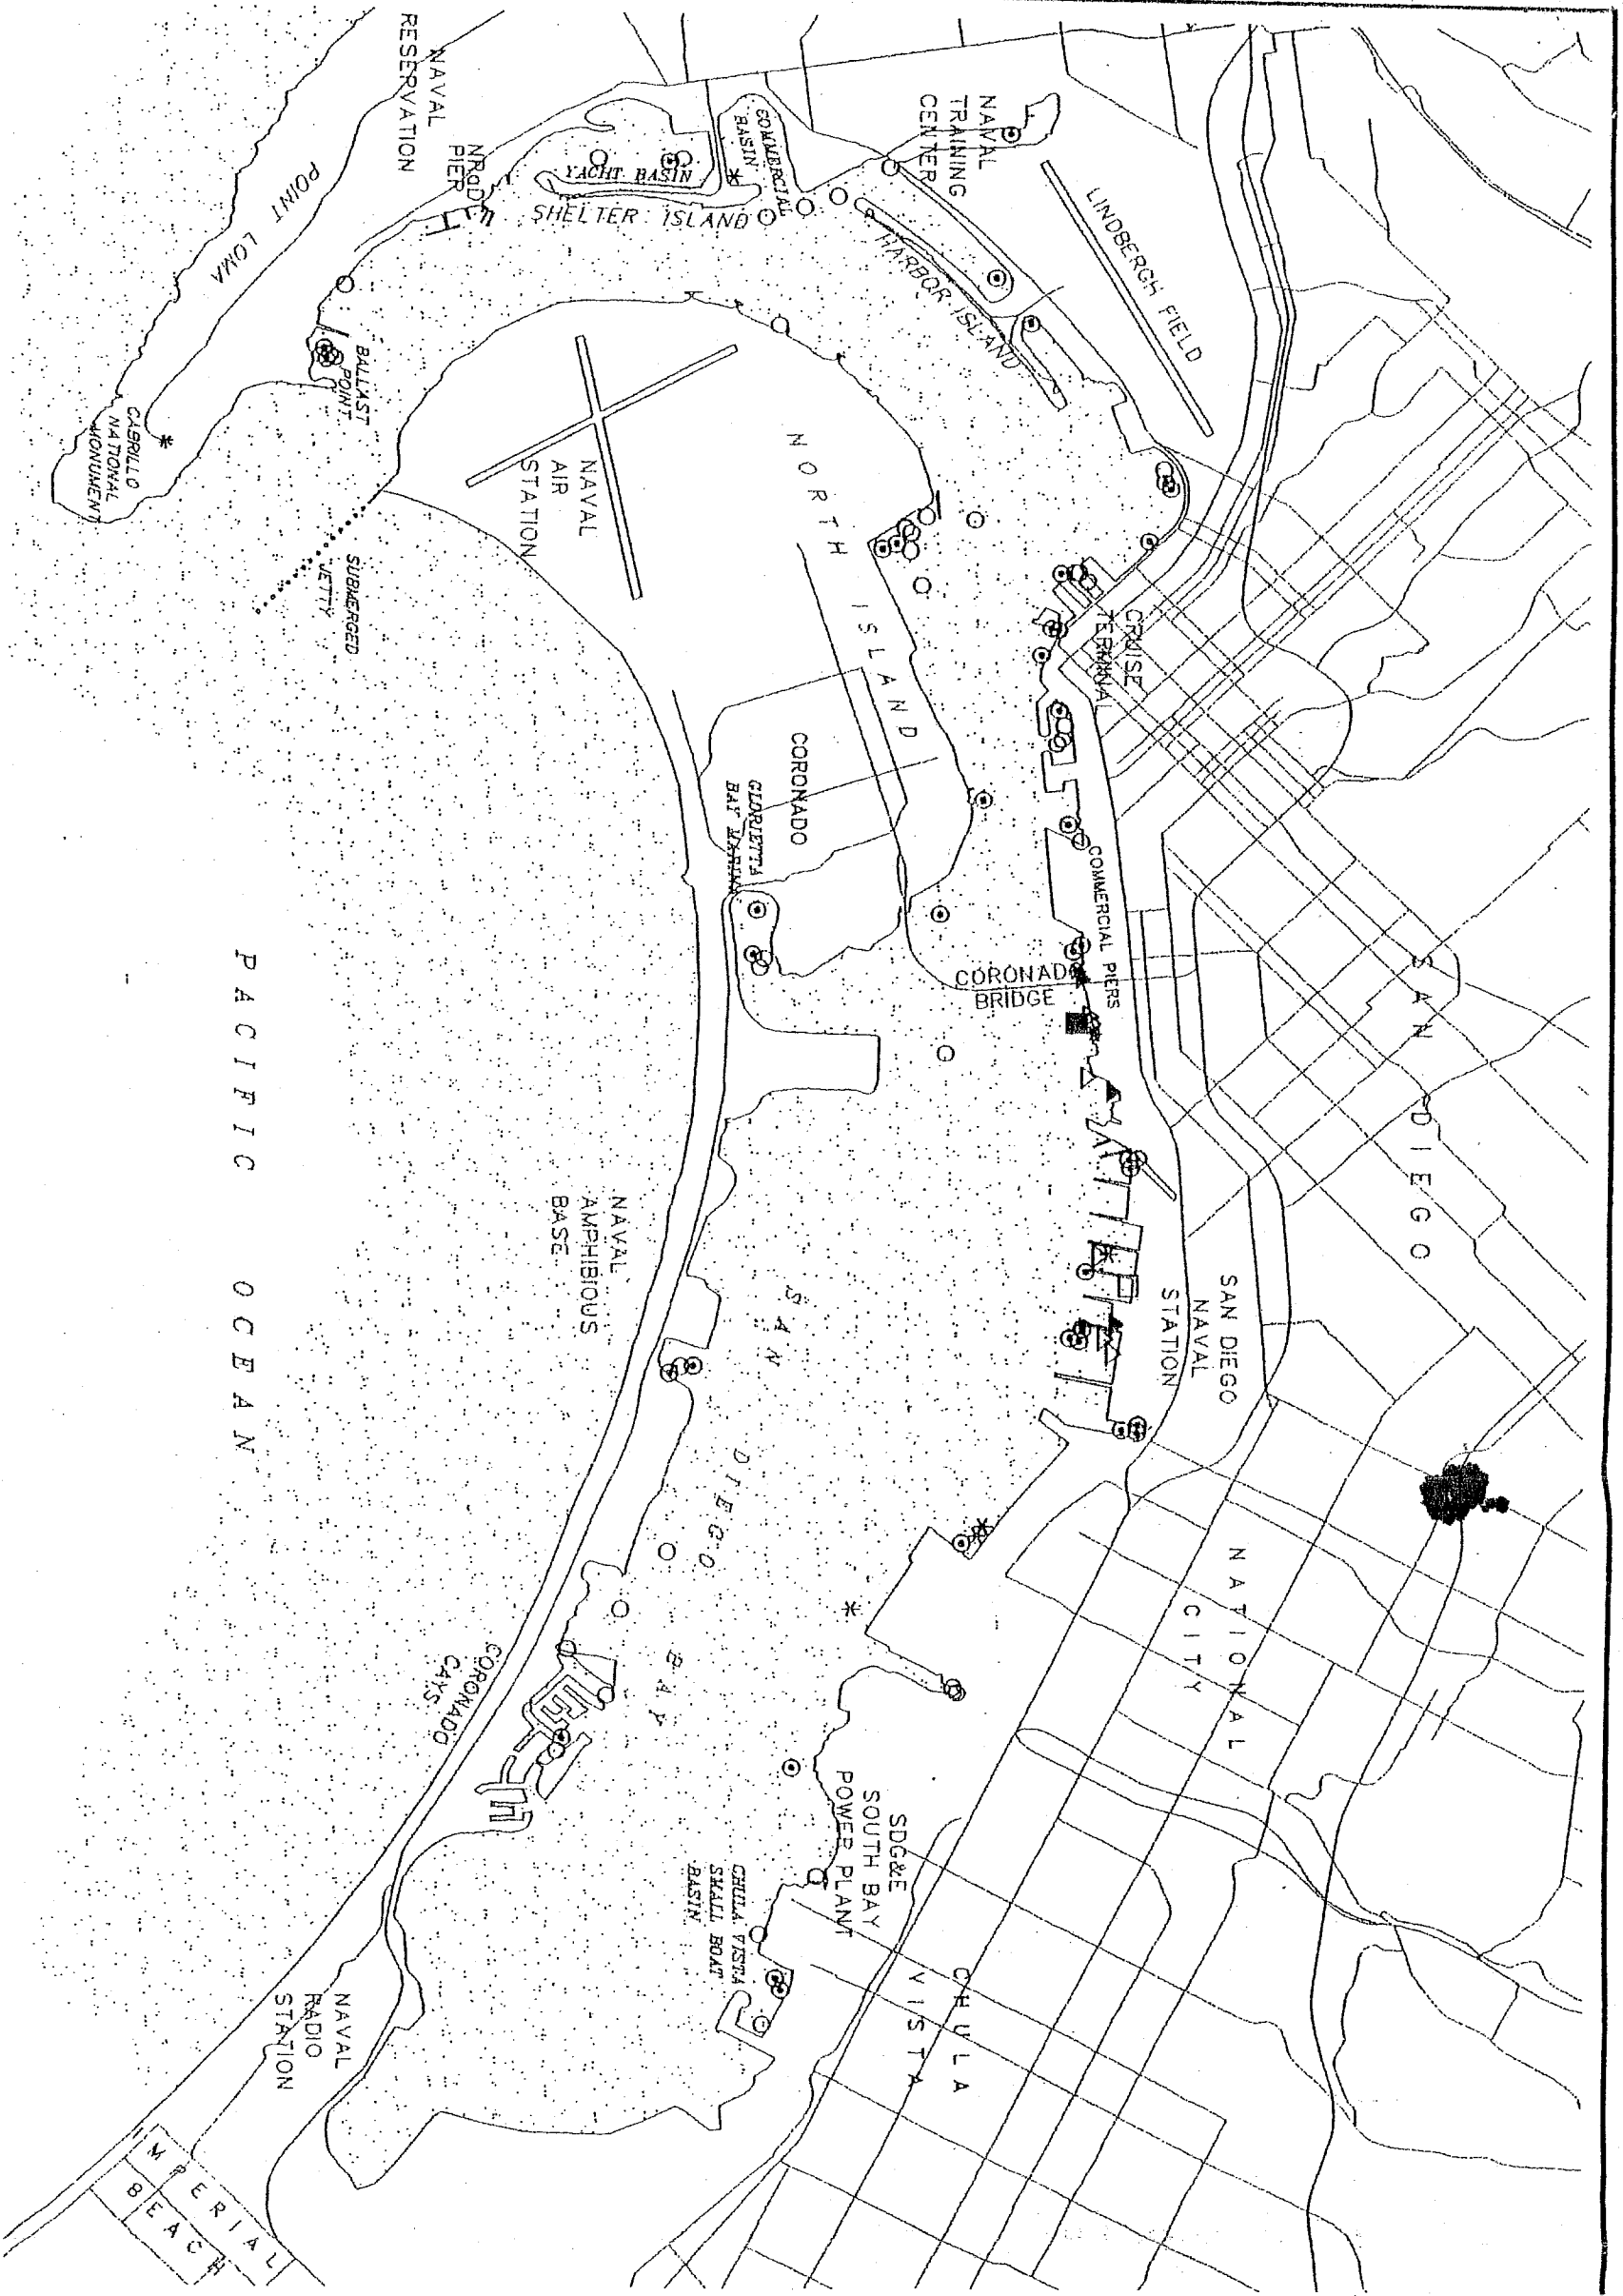 NAVAL
RESERVATION
POINT LOMA
NRaD
PIER
YACHT BASIN
COMMERCIAL
BASIN
SHELTER ISLAND
NAVAL
TRAINING
CENTER
HARBOR ISLAND
LINDBERGH FIELD
BALLAST
POINT
CABRILLO
NATIONAL
MONUMENT
SUBMERGED
JETTY
NAVAL
AIR
STATION
NORTH ISLAND
CRUISE
TERMINAL
CORONADO
GLORIETTA
BAY MARINA
COMMERCIAL PIERS
CORONADO
BRIDGE
SAN DIEGO
PACIFIC OCEAN
NAVAL
AMPHIBIOUS
BASE
SAN DIEGO BAY
SAN DIEGO
NAVAL
STATION
NATIONAL
CITY
CORONADO
CAYS
SDG&E
SOUTH BAY
POWER PLANT
CHULA VISTA
SMALL BOAT
BASIN
CHULA
VISTA
NAVAL
RADIO
STATION
IMPERIAL
BEACH